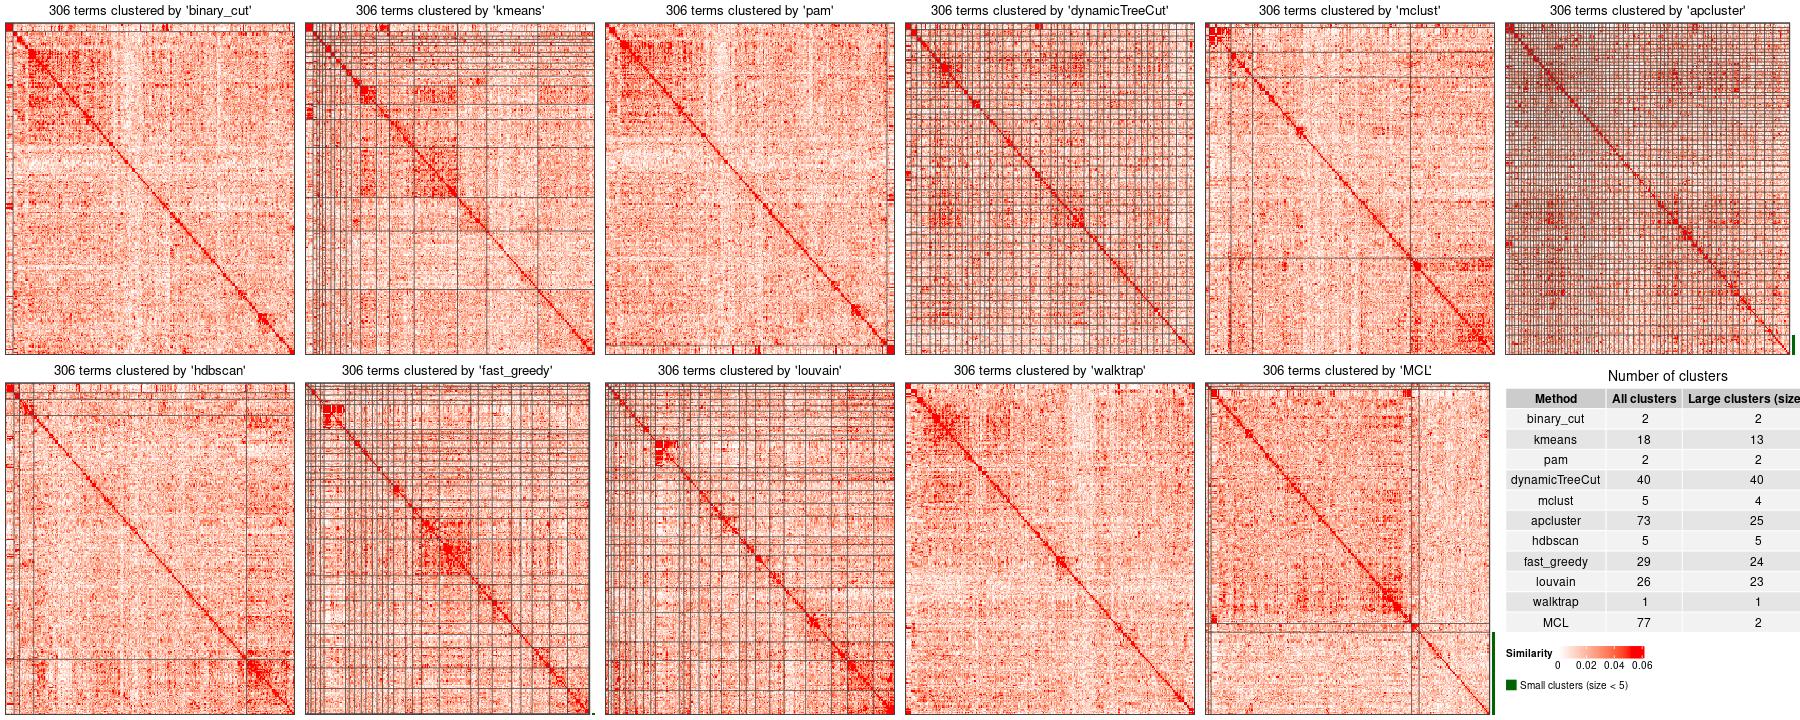 306 terms clustered by 'binary_cut'
306 terms clustered by 'kmeans'
306 terms clustered by 'pam'
306 terms clustered by 'dynamicTreeCut'
306 terms clustered by 'mclust'
306 terms clustered by 'apcluster'
306 terms clustered by 'hdbscan'
306 terms clustered by 'fast_greedy'
306 terms clustered by 'louvain'
306 terms clustered by 'walktrap'
306 terms clustered by 'MCL'
Number of clusters
Method All clusters Large clusters (size
binary_cut 2 2
kmeans 18 13
pam 2 2
dynamicTreeCut 40 40
mclust 5 4
apcluster 73 25
hdbscan 5 5
fast_greedy 29 24
louvain 26 23
walktrap 1 1
MCL 77 2
Similarity
0 0.02 0.04 0.06
Small clusters (size < 5)